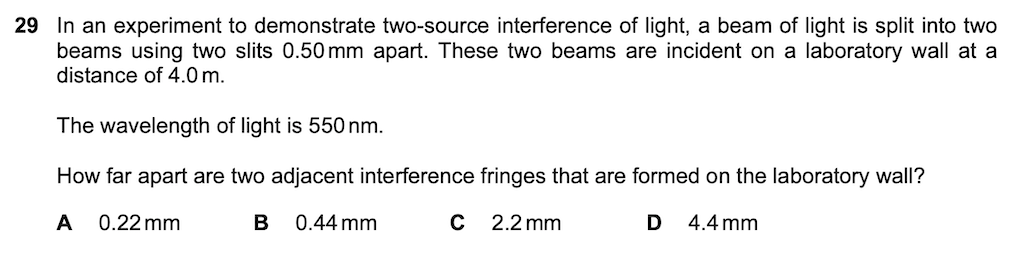 29 In an experiment to demonstrate two-source interference of light, a beam of light is split into two
beams using two slits 0.50 mm apart. These two beams are incident on a laboratory wall at a
distance of 4.0 m.
The wavelength of light is 550 nm.
How far apart are two adjacent interference fringes that are formed on the laboratory wall?
A 0.22 mm B 0.44 mm C 2.2 mm D 4.4 mm